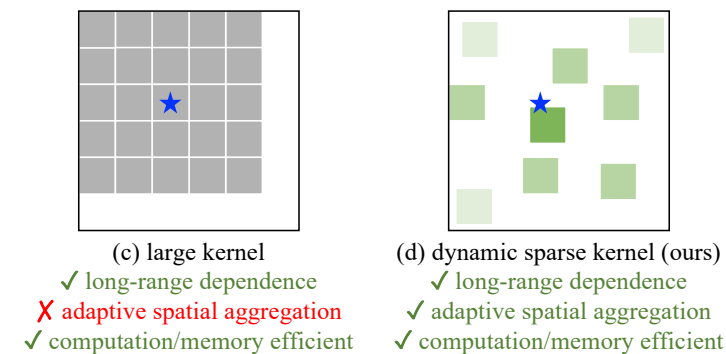 (c) large kernel
✓ long-range dependence
✗ adaptive spatial aggregation
✓ computation/memory efficient
(d) dynamic sparse kernel (ours)
✓ long-range dependence
✓ adaptive spatial aggregation
✓ computation/memory efficient